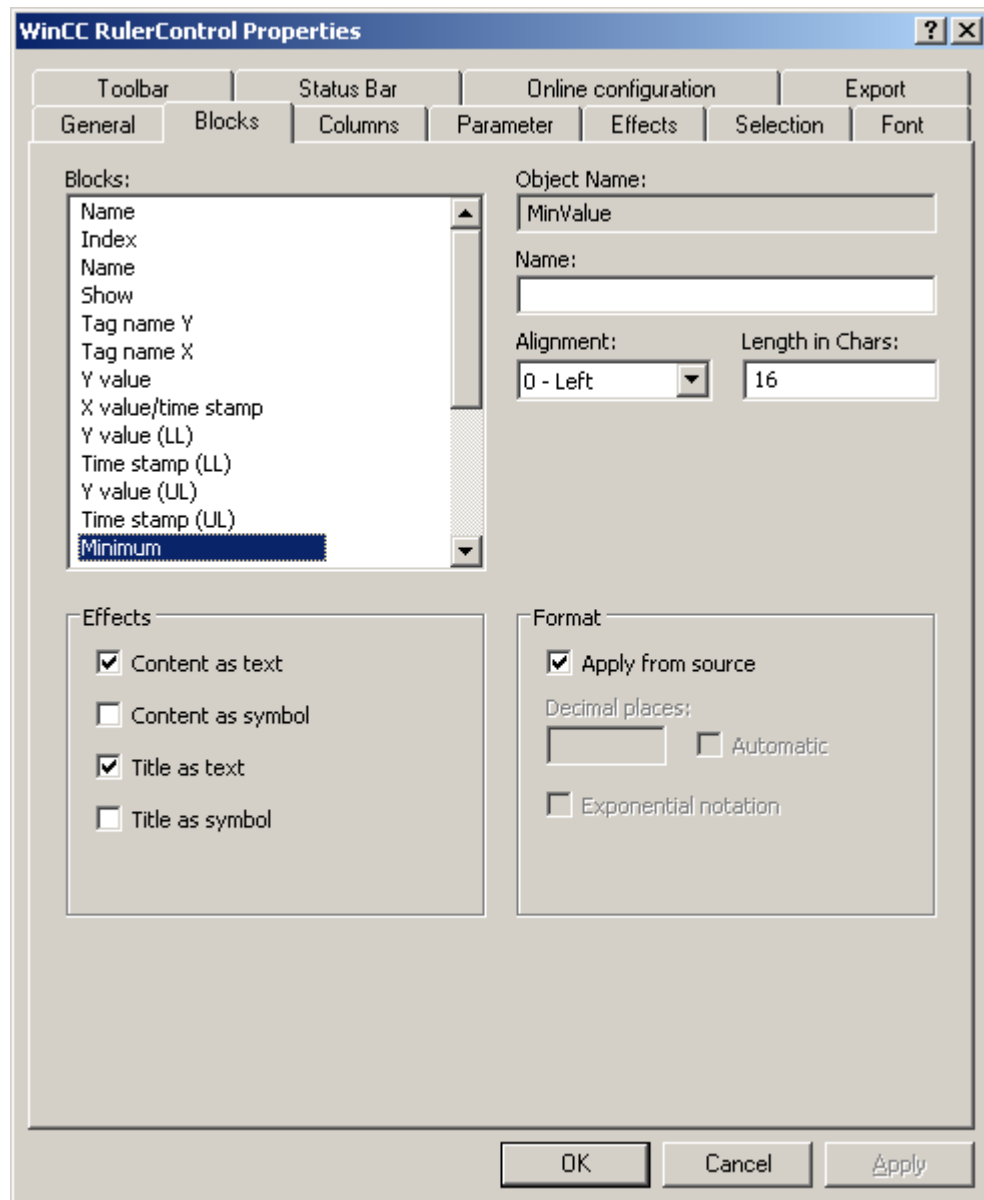 WinCC RulerControl Properties
Toolbar Status Bar Online configuration Export
General Blocks Columns Parameter Effects Selection Font
Blocks:
Name
Index
Name
Show
Tag name Y
Tag name X
Y value
X value/time stamp
Y value (LL)
Time stamp (LL)
Y value (UL)
Time stamp (UL)
Minimum
Object Name:
MinValue
Name:
Alignment: Length in Chars:
0 - Left 16
Effects
Content as text
Content as symbol
Title as text
Title as symbol
Format
Apply from source
Decimal places:
Automatic
Exponential notation
OK Cancel Apply